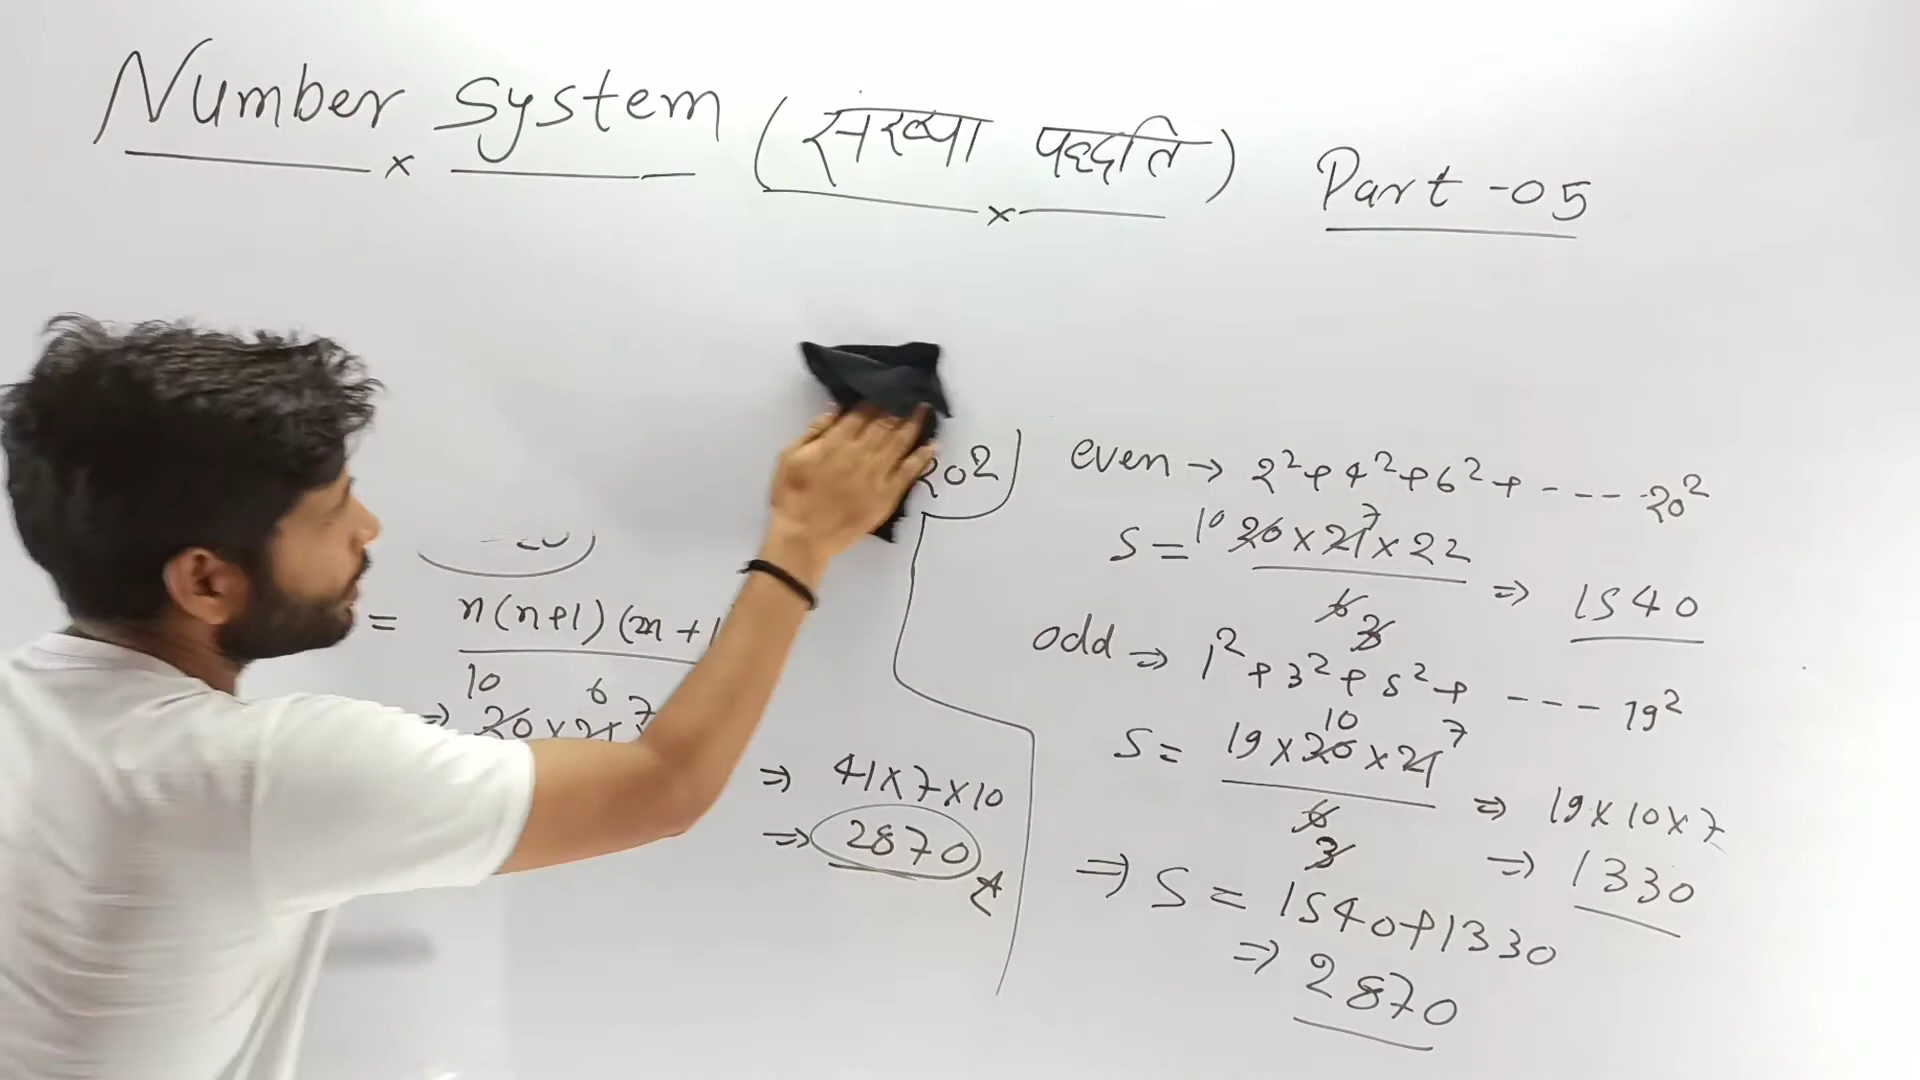 Number System (संख्या पद्धति) Part-05
20²)
= n(n+1)(2n+1
6
10 7
⇒ 20×21
⇒ 41×7×10
⇒ 2870
even → 2²+4²+6²+----20²
S = 10 20×21 7×22
6 3
⇒ 1540
odd ⇒ 1²+3²+5²+ ---- 19²
S = 19×20×21
10 7
6
3
⇒ 19×10×7
⇒ 1330
⇒ S = 1540+1330
⇒ 2870